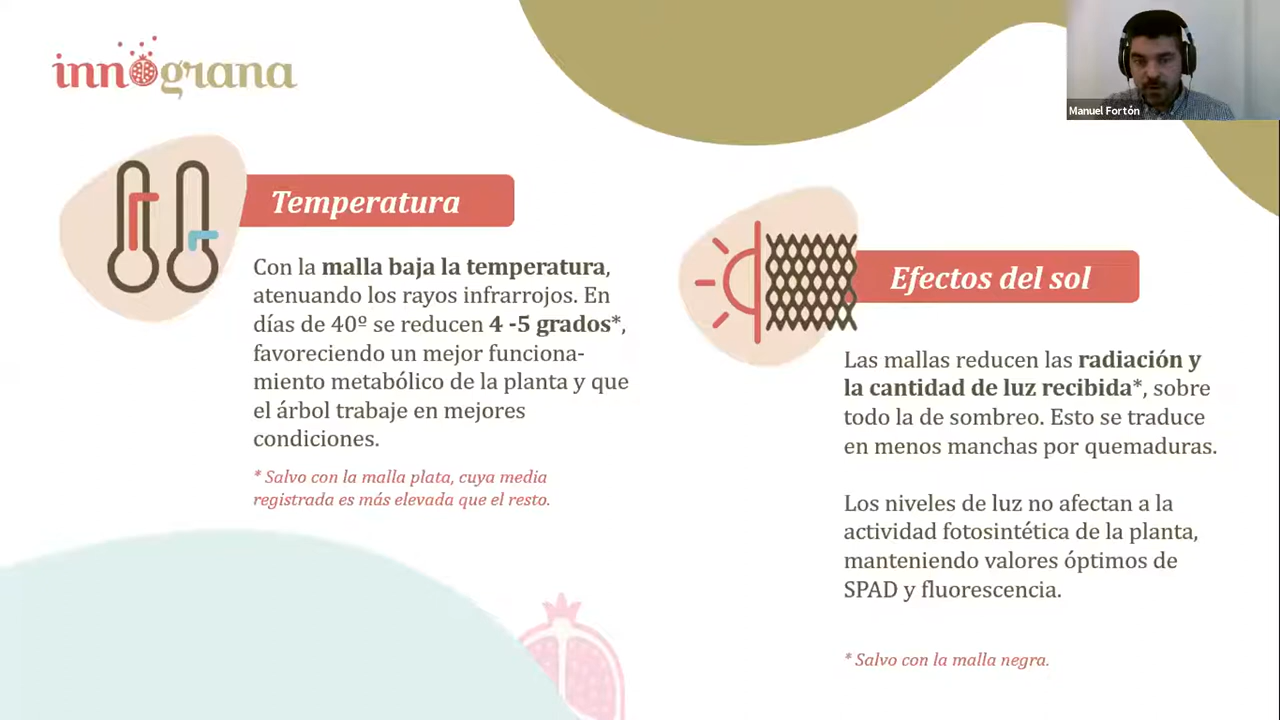 innograna
Manuel Fortón
Temperatura
Con la malla baja la temperatura,
atenuando los rayos infrarrojos. En
días de 40º se reducen 4 -5 grados*,
favoreciendo un mejor funciona-
miento metabólico de la planta y que
el árbol trabaje en mejores
condiciones.
* Salvo con la malla plata, cuya media
registrada es más elevada que el resto.
Efectos del sol
Las mallas reducen las radiación y
la cantidad de luz recibida*, sobre
todo la de sombreo. Esto se traduce
en menos manchas por quemaduras.
Los niveles de luz no afectan a la
actividad fotosintética de la planta,
manteniendo valores óptimos de
SPAD y fluorescencia.
* Salvo con la malla negra.